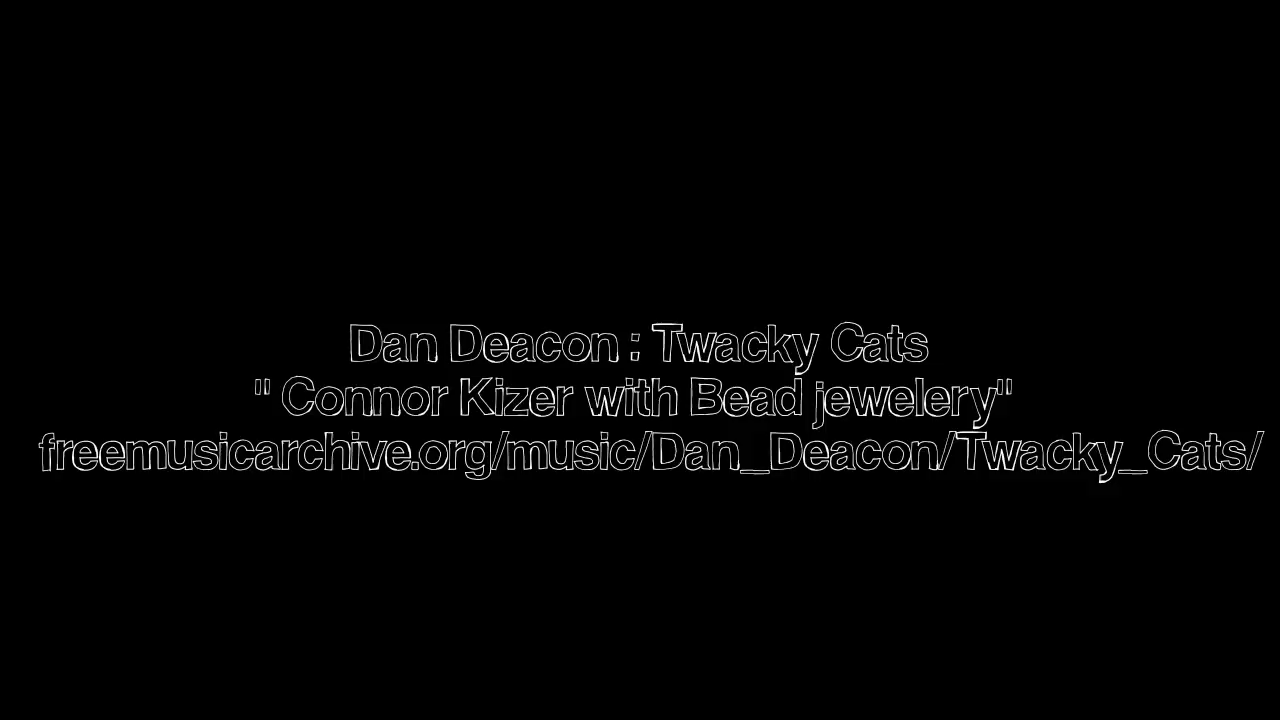 Dan Deacon : Twacky Cats
" Connor Kizer with Bead jewelery"
freemusicarchive.org/music/Dan_Deacon/Twacky_Cats/